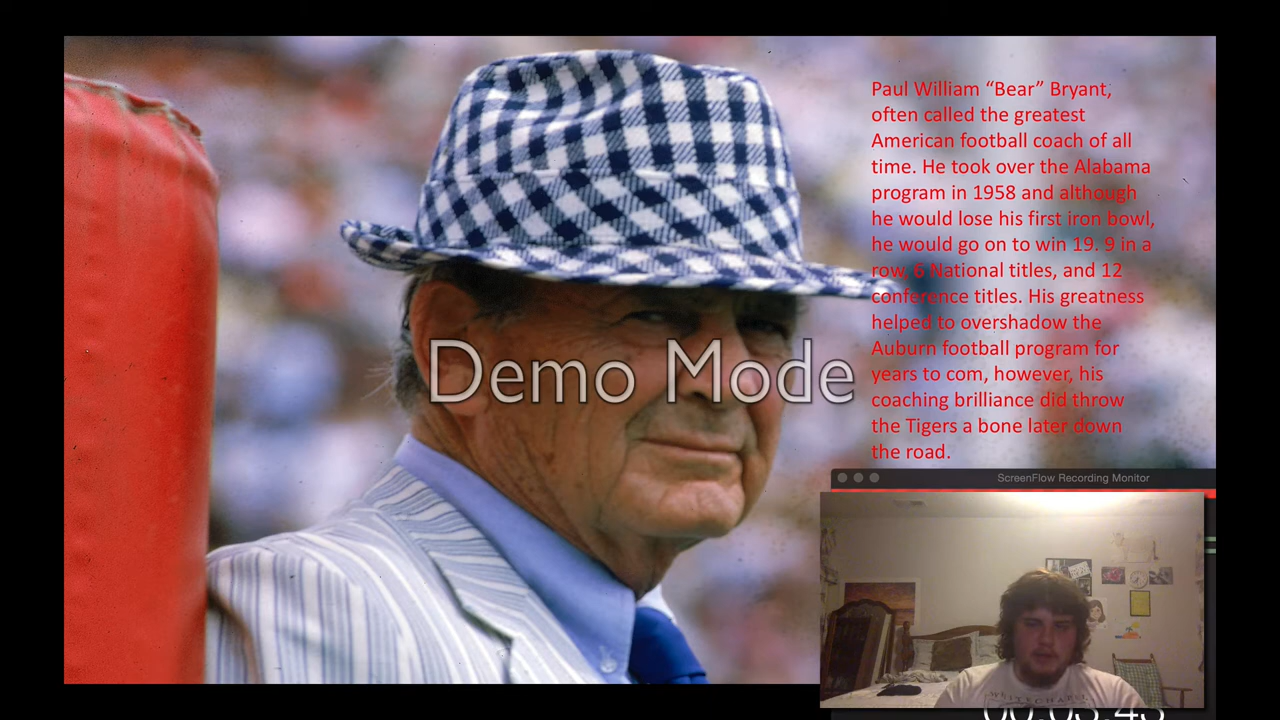 Paul William “Bear” Bryant,
often called the greatest
American football coach of all
time. He took over the Alabama
program in 1958 and although
he would lose his first iron bowl,
he would go on to win 19. 9 in a
row, 6 National titles, and 12
conference titles. His greatness
helped to overshadow the
Auburn football program for
years to com, however, his
coaching brilliance did throw
the Tigers a bone later down
the road.
Demo Mode
ScreenFlow Recording Monitor